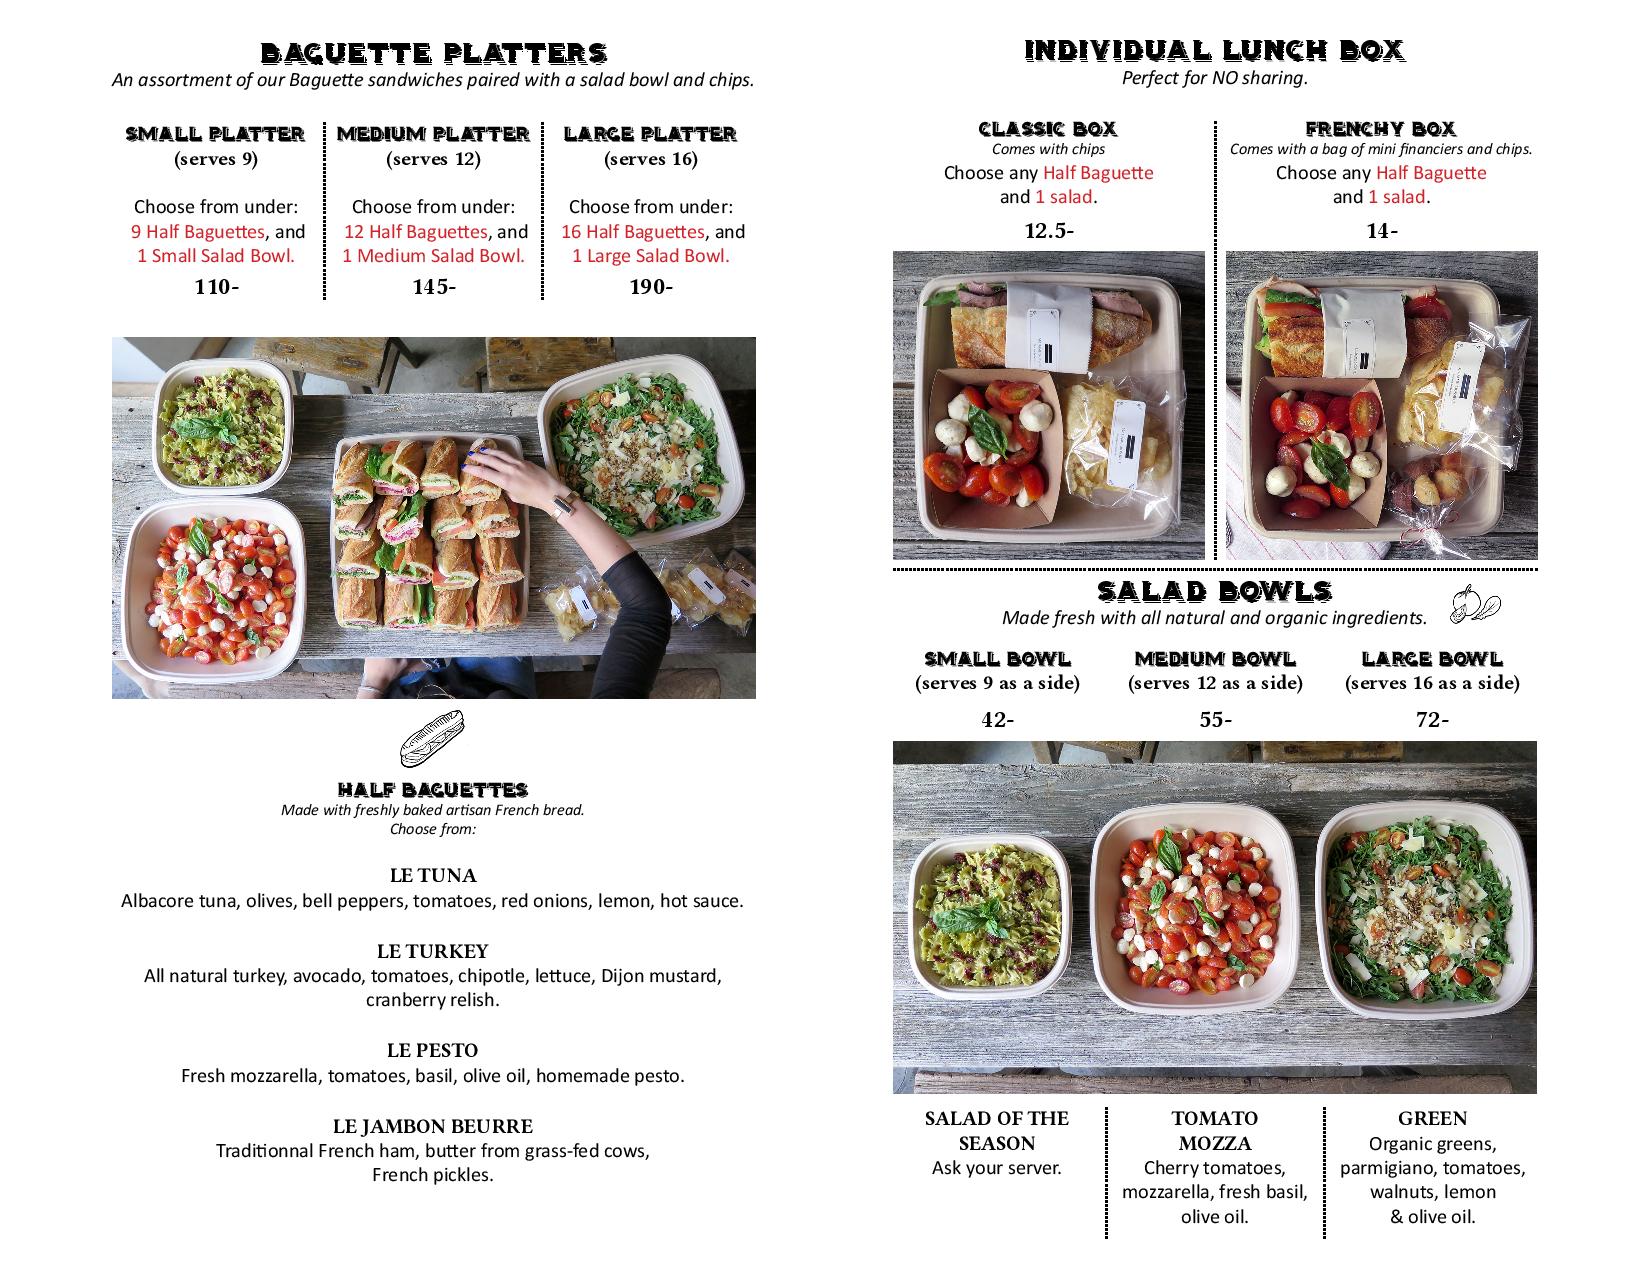 BAGUETTE PLATTERS
An assortment of our Baguette sandwiches paired with a salad bowl and chips.
SMALL PLATTER
(serves 9)
Choose from under:
9 Half Baguettes, and
1 Small Salad Bowl.
110-
MEDIUM PLATTER
(serves 12)
Choose from under:
12 Half Baguettes, and
1 Medium Salad Bowl.
145-
LARGE PLATTER
(serves 16)
Choose from under:
16 Half Baguettes, and
1 Large Salad Bowl.
190-
HALF BAGUETTES
Made with freshly baked artisan French bread.
Choose from:
LE TUNA
Albacore tuna, olives, bell peppers, tomatoes, red onions, lemon, hot sauce.
LE TURKEY
All natural turkey, avocado, tomatoes, chipotle, lettuce, Dijon mustard,
cranberry relish.
LE PESTO
Fresh mozzarella, tomatoes, basil, olive oil, homemade pesto.
LE JAMBON BEURRE
Traditionnal French ham, butter from grass-fed cows,
French pickles.
INDIVIDUAL LUNCH BOX
Perfect for NO sharing.
CLASSIC BOX
Comes with chips
Choose any Half Baguette
and 1 salad.
12.5-
FRENCHY BOX
Comes with a bag of mini financiers and chips.
Choose any Half Baguette
and 1 salad.
14-
SALAD BOWLS
Made fresh with all natural and organic ingredients.
SMALL BOWL
(serves 9 as a side)
42-
MEDIUM BOWL
(serves 12 as a side)
55-
LARGE BOWL
(serves 16 as a side)
72-
SALAD OF THE
SEASON
Ask your server.
TOMATO
MOZZA
Cherry tomatoes,
mozzarella, fresh basil,
olive oil.
GREEN
Organic greens,
parmigiano, tomatoes,
walnuts, lemon
& olive oil.